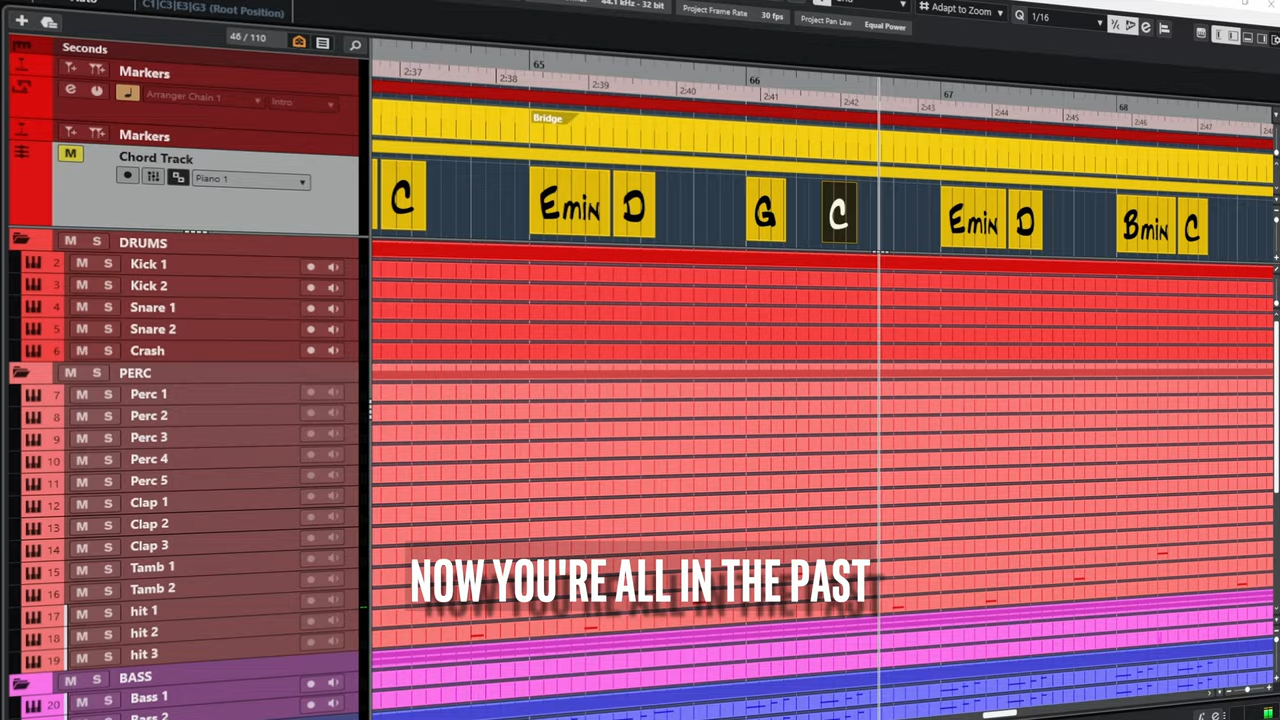 C1|C3|E3|G3 (Root Position)
44.1 kHz - 32 bit
Project Frame Rate 30 fps
Project Pan Law Equal Power
Adapt to Zoom
Q 1/16
46 / 110
Seconds
2:37
2:38
65
2:39
2:40
66
2:41
2:42
67
2:43
2:44
2:45
68
2:46
2:47
Markers
Arranger Chain 1
Intro
Markers
Bridge
M Chord Track
Piano 1
C
Emin
D
G
C
Emin
D
Bmin
C
M S DRUMS
2 M S Kick 1
3 M S Kick 2
4 M S Snare 1
5 M S Snare 2
6 M S Crash
M S PERC
7 M S Perc 1
8 M S Perc 2
9 M S Perc 3
10 M S Perc 4
11 M S Perc 5
12 M S Clap 1
13 M S Clap 2
14 M S Clap 3
15 M S Tamb 1
16 M S Tamb 2
17 M S hit 1
18 M S hit 2
19 M S hit 3
M S BASS
20 M S Bass 1
Bass 2
NOW YOU'RE ALL IN THE PAST